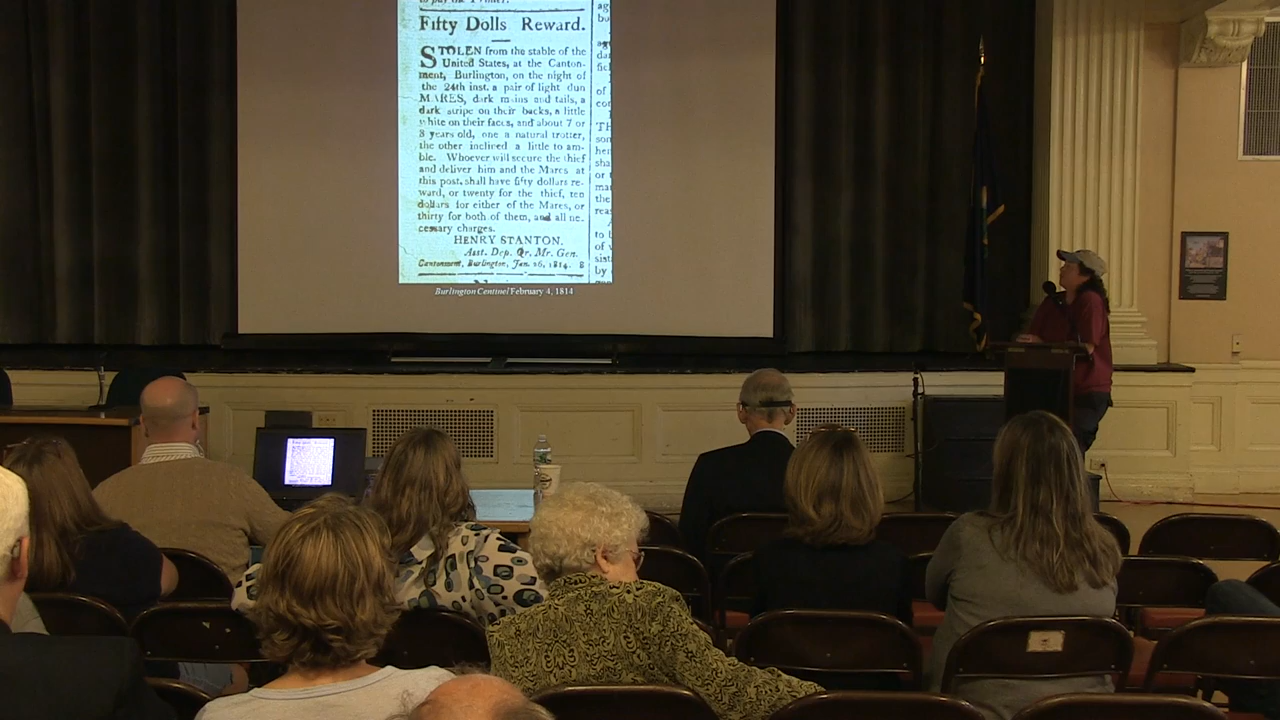 to pay the Printer.
Fifty Dolls Reward.
STOLEN from the stable of the
United States, at the Canton-
ment, Burlington, on the night of
the 24th inst. a pair of light dun
MARES, dark mains and tails, a
dark stripe on their backs, a little
white on their faces, and about 7 or
8 years old, one a natural trotter,
the other inclined a little to am-
ble. Whoever will secure the thief
and deliver him and the Mares at
this post, shall have fifty dollars re-
ward, or twenty for the thief, ten
dollars for either of the Mares, or
thirty for both of them, and all ne-
cessary charges.
HENRY STANTON.
Asst. Dep. Qr. Mr. Gen.
Cantonment, Burlington, Jan. 26, 1814. 8
Burlington Centinel February 4, 1814